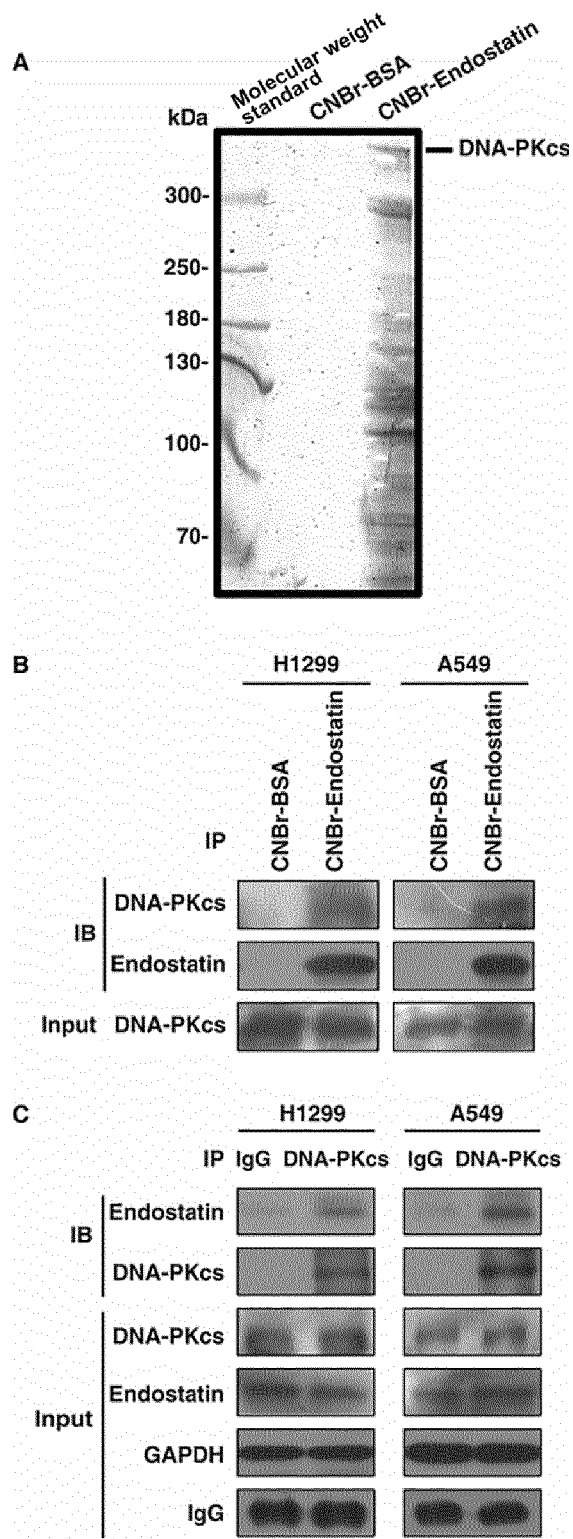 A
Molecular weight
standard
CNBr-BSA
CNBr-Endostatin
kDa
DNA-PKcs
300-
250-
180-
130-
100-
70-
B
H1299
A549
IP
CNBr-BSA
CNBr-Endostatin
CNBr-BSA
CNBr-Endostatin
IB
DNA-PKcs
Endostatin
Input DNA-PKcs
C
H1299
A549
IP IgG DNA-PKcs IgG DNA-PKcs
IB
Endostatin
DNA-PKcs
Input
DNA-PKcs
Endostatin
GAPDH
IgG